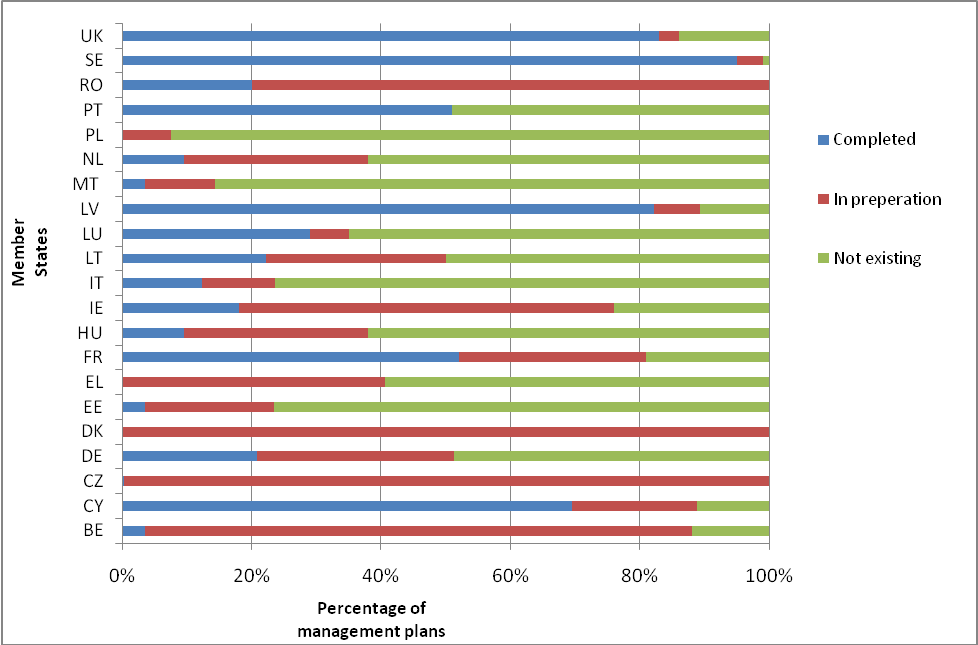 UK
SE
RO
PT
PL
NL
MT
LV
LU
LT
IT
IE
HU
FR
EL
EE
DK
DE
CZ
CY
BE
Member
States
0% 20% 40% 60% 80% 100%
Percentage of
management plans
Completed
In preperation
Not existing